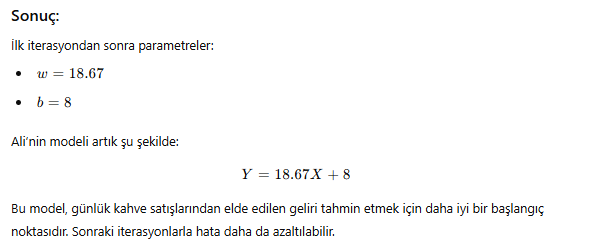 Sonuç:
İlk iterasyondan sonra parametreler:
• w = 18.67
• b = 8
Ali'nin modeli artık şu şekilde:
Y = 18.67X + 8
Bu model, günlük kahve satışlarından elde edilen geliri tahmin etmek için daha iyi bir başlangıç
noktasıdır. Sonraki iterasyonlarla hata daha da azaltılabilir.